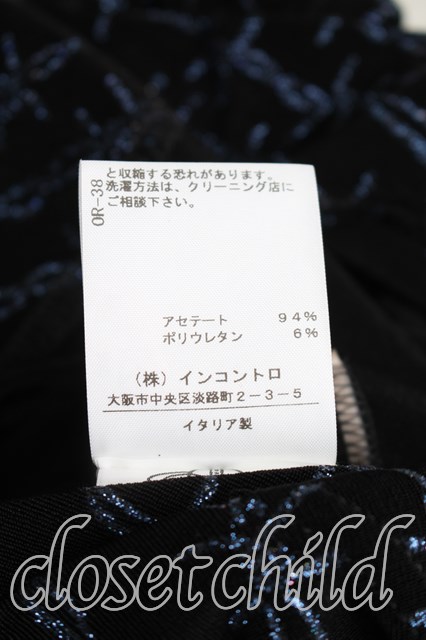 と収縮する恐れがあります。
洗濯方法は、クリーニング店に
ご相談下さい。
OR-38
アセテート 94%
ポリウレタン 6%
(株) インコントロ
大阪市中央区淡路町2-3-5
イタリア製
closetchild